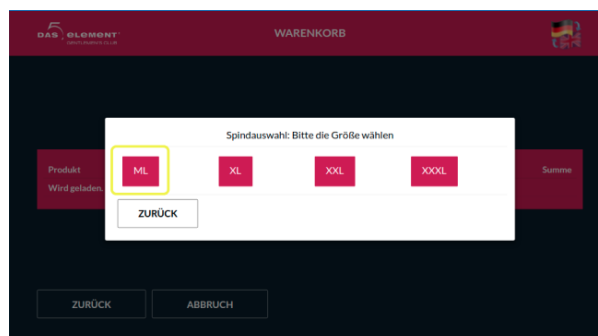 DAS 5 ELEMENT
WARENKORB
Spindauswahl: Bitte die Größe wählen
Produkt
Summe
ML
XL
XXL
XXXL
Wird geladen.
ZURÜCK
ZURÜCK
ABBRUCH